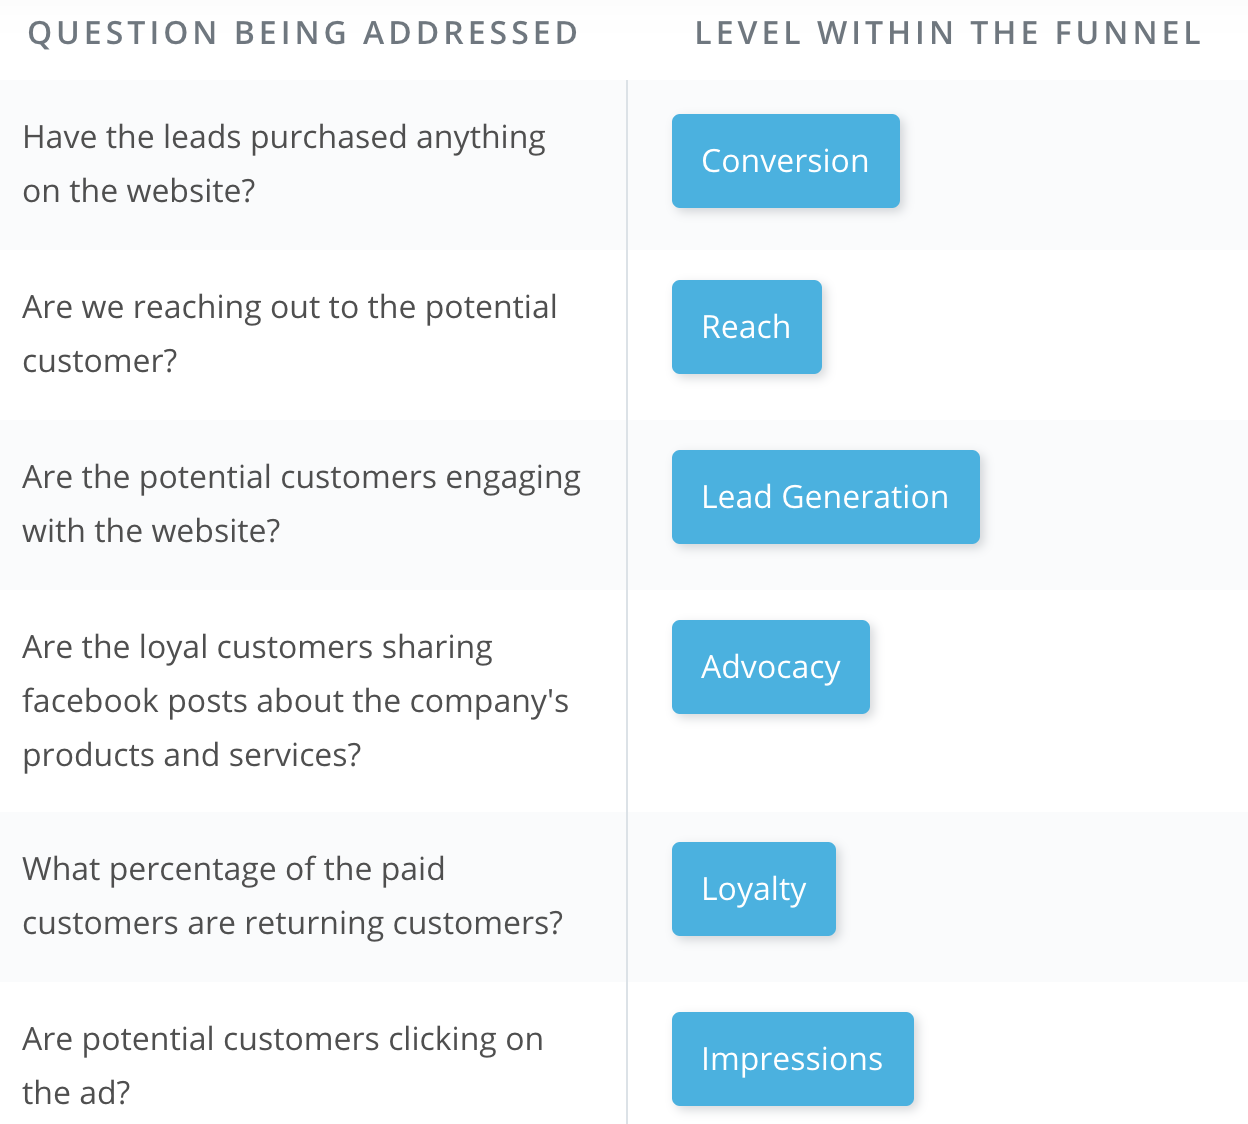 QUESTION BEING ADDRESSED
LEVEL WITHIN THE FUNNEL
Have the leads purchased anything
on the website?
Conversion
Are we reaching out to the potential
customer?
Reach
Are the potential customers engaging
with the website?
Lead Generation
Are the loyal customers sharing
facebook posts about the company's
products and services?
Advocacy
What percentage of the paid
customers are returning customers?
Loyalty
Are potential customers clicking on
the ad?
Impressions